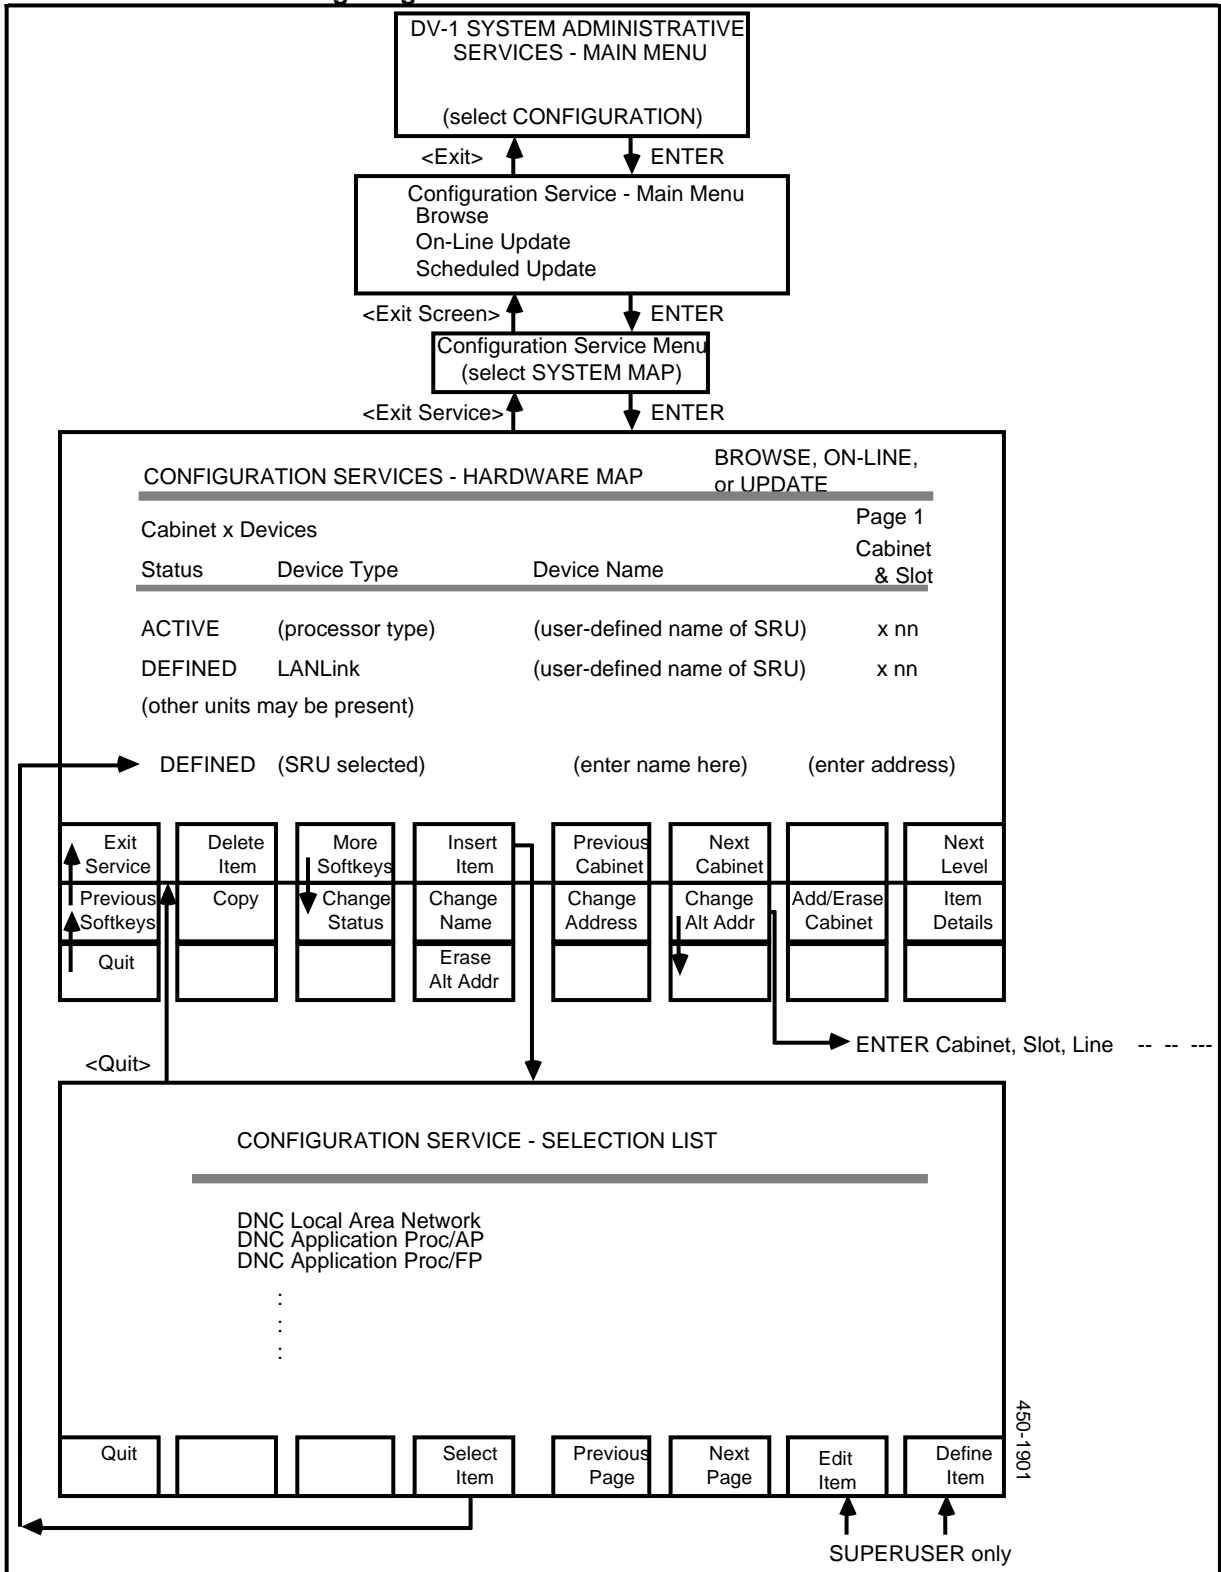 DV-1 SYSTEM ADMINISTRATIVE
SERVICES - MAIN MENU
(select CONFIGURATION)
<Exit> ENTER
Configuration Service - Main Menu
Browse
On-Line Update
Scheduled Update
<Exit Screen> ENTER
Configuration Service Menu
(select SYSTEM MAP)
<Exit Service> ENTER
CONFIGURATION SERVICES - HARDWARE MAP
BROWSE, ON-LINE,
or UPDATE
Cabinet x Devices
Page 1
Status Device Type Device Name
Cabinet
& Slot
ACTIVE (processor type) (user-defined name of SRU) x nn
DEFINED LANLink (user-defined name of SRU) x nn
(other units may be present)
DEFINED (SRU selected) (enter name here) (enter address)
Exit
Service
Delete
Item
More
Softkeys
Insert
Item
Previous
Cabinet
Next
Cabinet
Next
Level
Previous
Softkeys
Copy
Change
Status
Change
Name
Change
Address
Change
Alt Addr
Add/Erase
Cabinet
Item
Details
Quit
Erase
Alt Addr
ENTER Cabinet, Slot, Line -- -- ---
<Quit>
CONFIGURATION SERVICE - SELECTION LIST
DNC Local Area Network
DNC Application Proc/AP
DNC Application Proc/FP
:
:
:
Quit
Select
Item
Previous
Page
Next
Page
Edit
Item
Define
Item
450-1901
SUPERUSER only